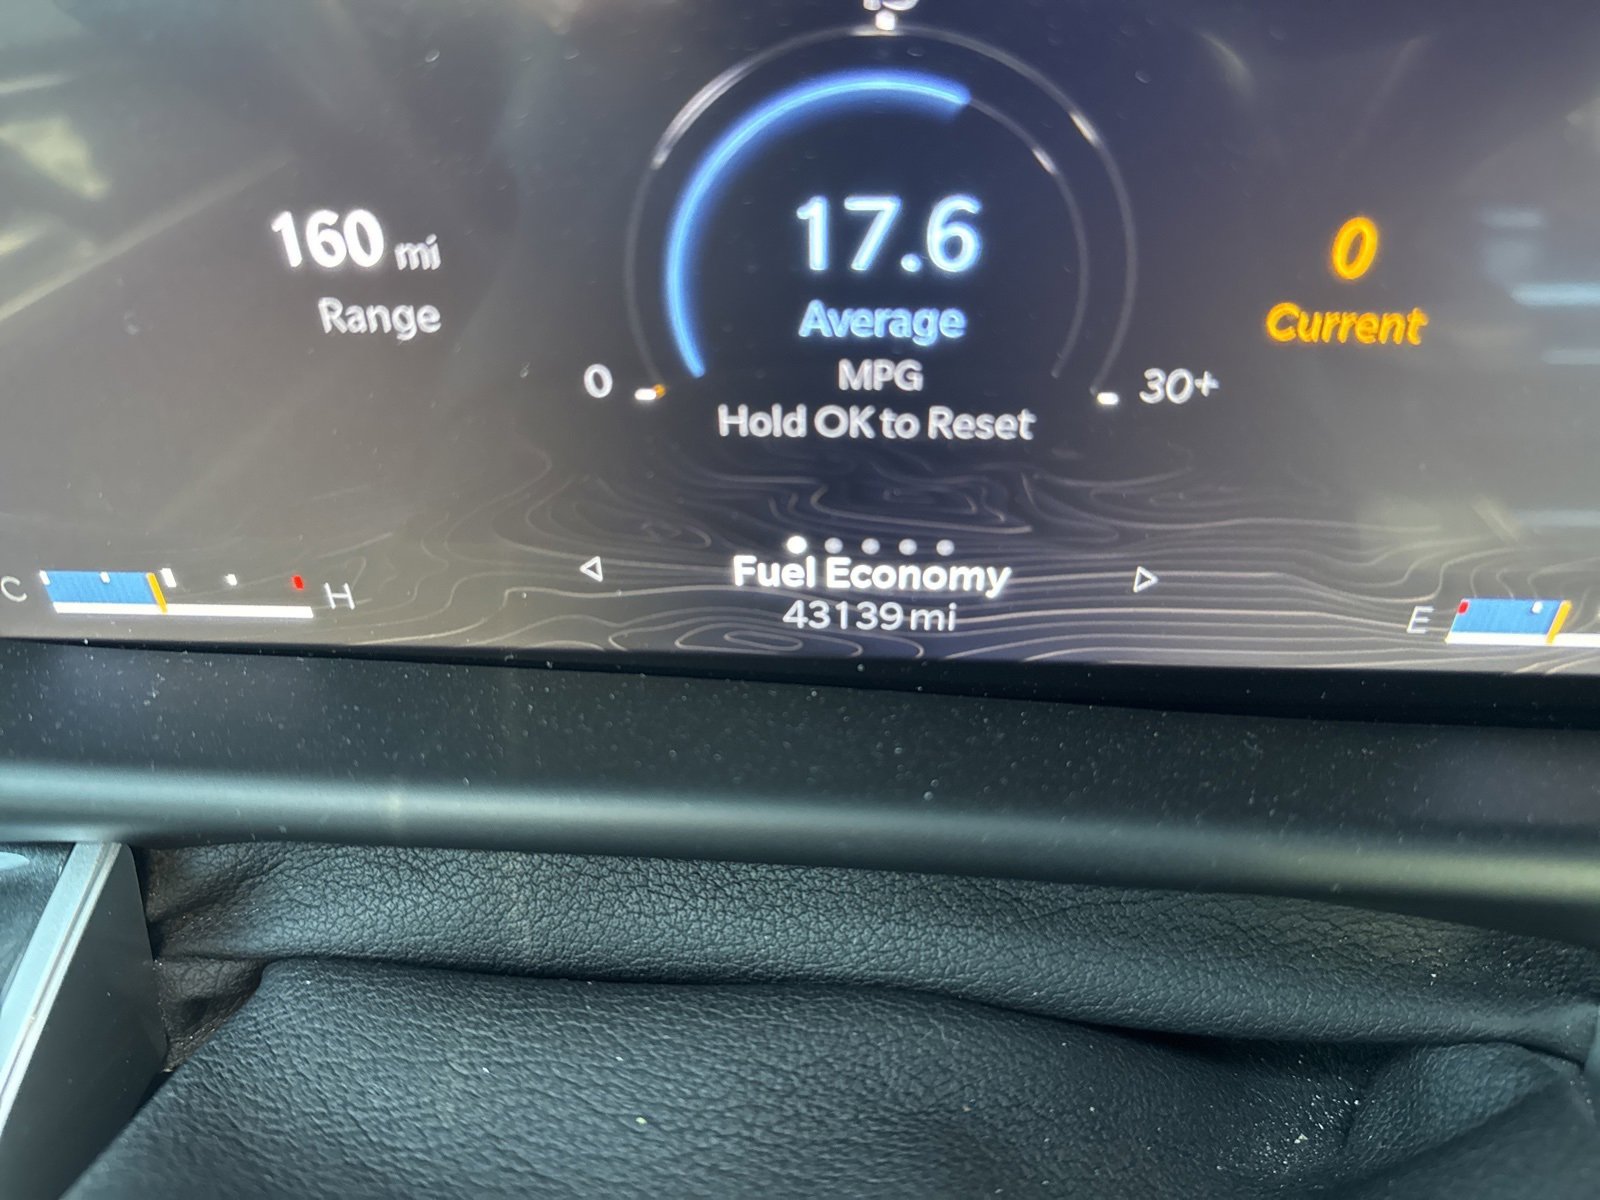 15
160 mi
Range
17.6
Average
MPG
Hold OK to Reset
0
30+
0
Current
C
H
Fuel Economy
43139 mi
E